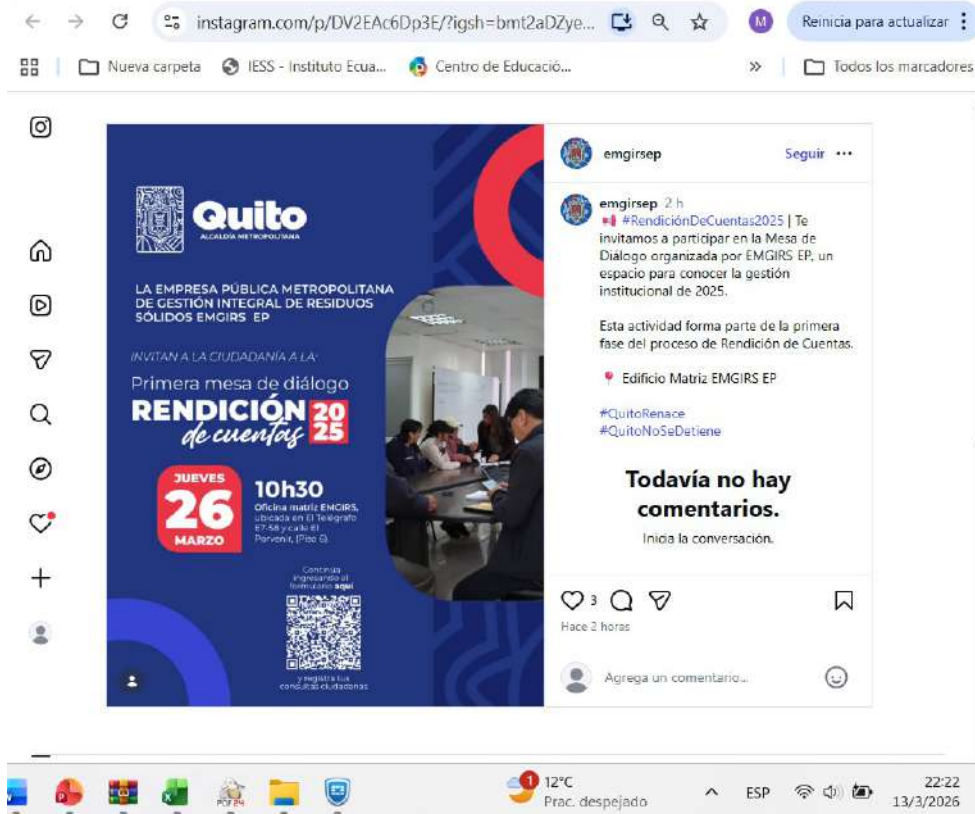 instagram.com/p/DV2EAc6Dp3E/?igsh=bmt2aDZye...
M
Reinicia para actualizar
Nueva carpeta
IESS - Instituto Ecua...
Centro de Educació...
»
Todos los marcadores
Quito
ALCALDÍA METROPOLITANA
LA EMPRESA PÚBLICA METROPOLITANA
DE GESTIÓN INTEGRAL DE RESIDUOS
SÓLIDOS EMGIRS EP
INVITAN A LA CIUDADANÍA A LA:
Primera mesa de diálogo
RENDICIÓN 2025
de cuentas
JUEVES
26
MARZO
10h30
Oficina matriz EMGIRS,
ubicada en El Telégrafo
E7-58 y calle El
Porvenir, (Piso 6).
Continúa
ingresando al
formulario aquí
y registra tus
consultas ciudadanas
emgirsep
Seguir
emgirsep 2 h
#RendiciónDeCuentas2025 | Te
invitamos a participar en la Mesa de
Diálogo organizada por EMGIRS EP, un
espacio para conocer la gestión
institucional de 2025.
Esta actividad forma parte de la primera
fase del proceso de Rendición de Cuentas.
Edificio Matriz EMGIRS EP
#QuitoRenace
#QuitoNoSeDetiene
Todavía no hay
comentarios.
Inicia la conversación.
3
Hace 2 horas
Agrega un comentario...
PDF24
1
12°C
Prac. despejado
ESP
22:22
13/3/2026